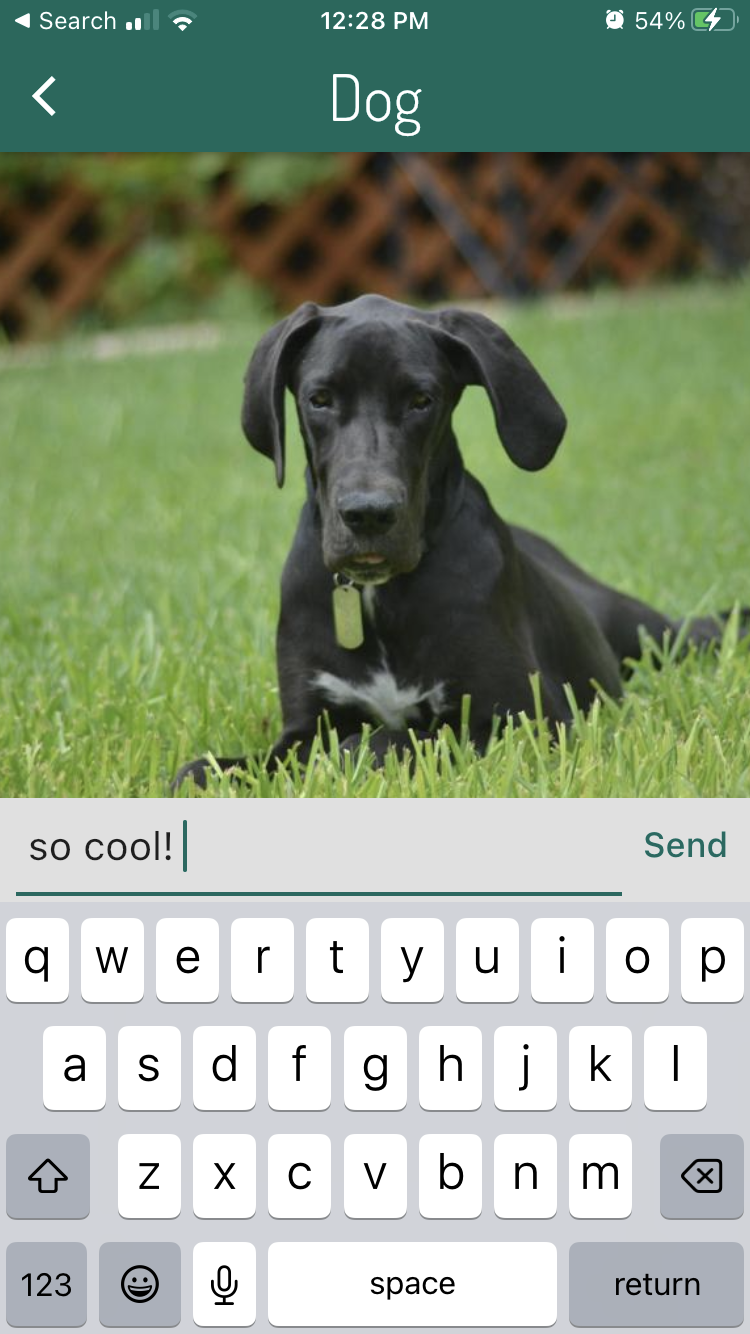 Search 12:28 PM 54%
Dog
so cool! Send
q w e r t y u i o p
a s d f g h j k l
z x c v b n m
123 space return